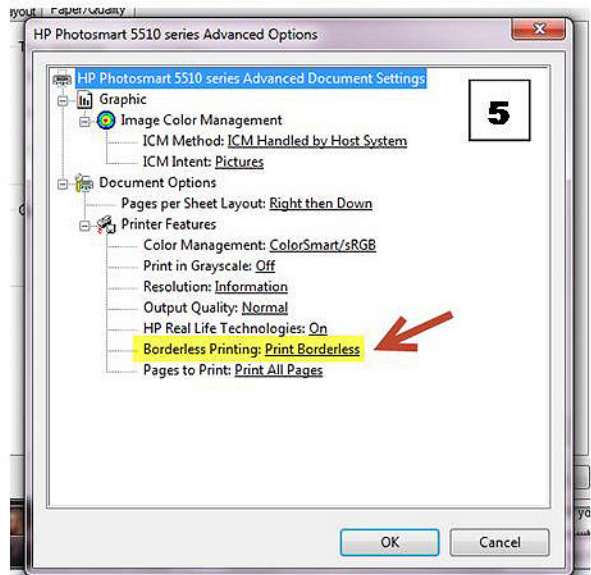 ayout Paper/Quality
HP Photosmart 5510 series Advanced Options
HP Photosmart 5510 series Advanced Document Settings
5
Graphic
Image Color Management
ICM Method: ICM Handled by Host System
ICM Intent: Pictures
Document Options
Pages per Sheet Layout: Right then Down
Printer Features
Color Management: ColorSmart/sRGB
Print in Grayscale: Off
Resolution: Information
Output Quality: Normal
HP Real Life Technologies: On
Borderless Printing: Print Borderless
Pages to Print: Print All Pages
OK Cancel